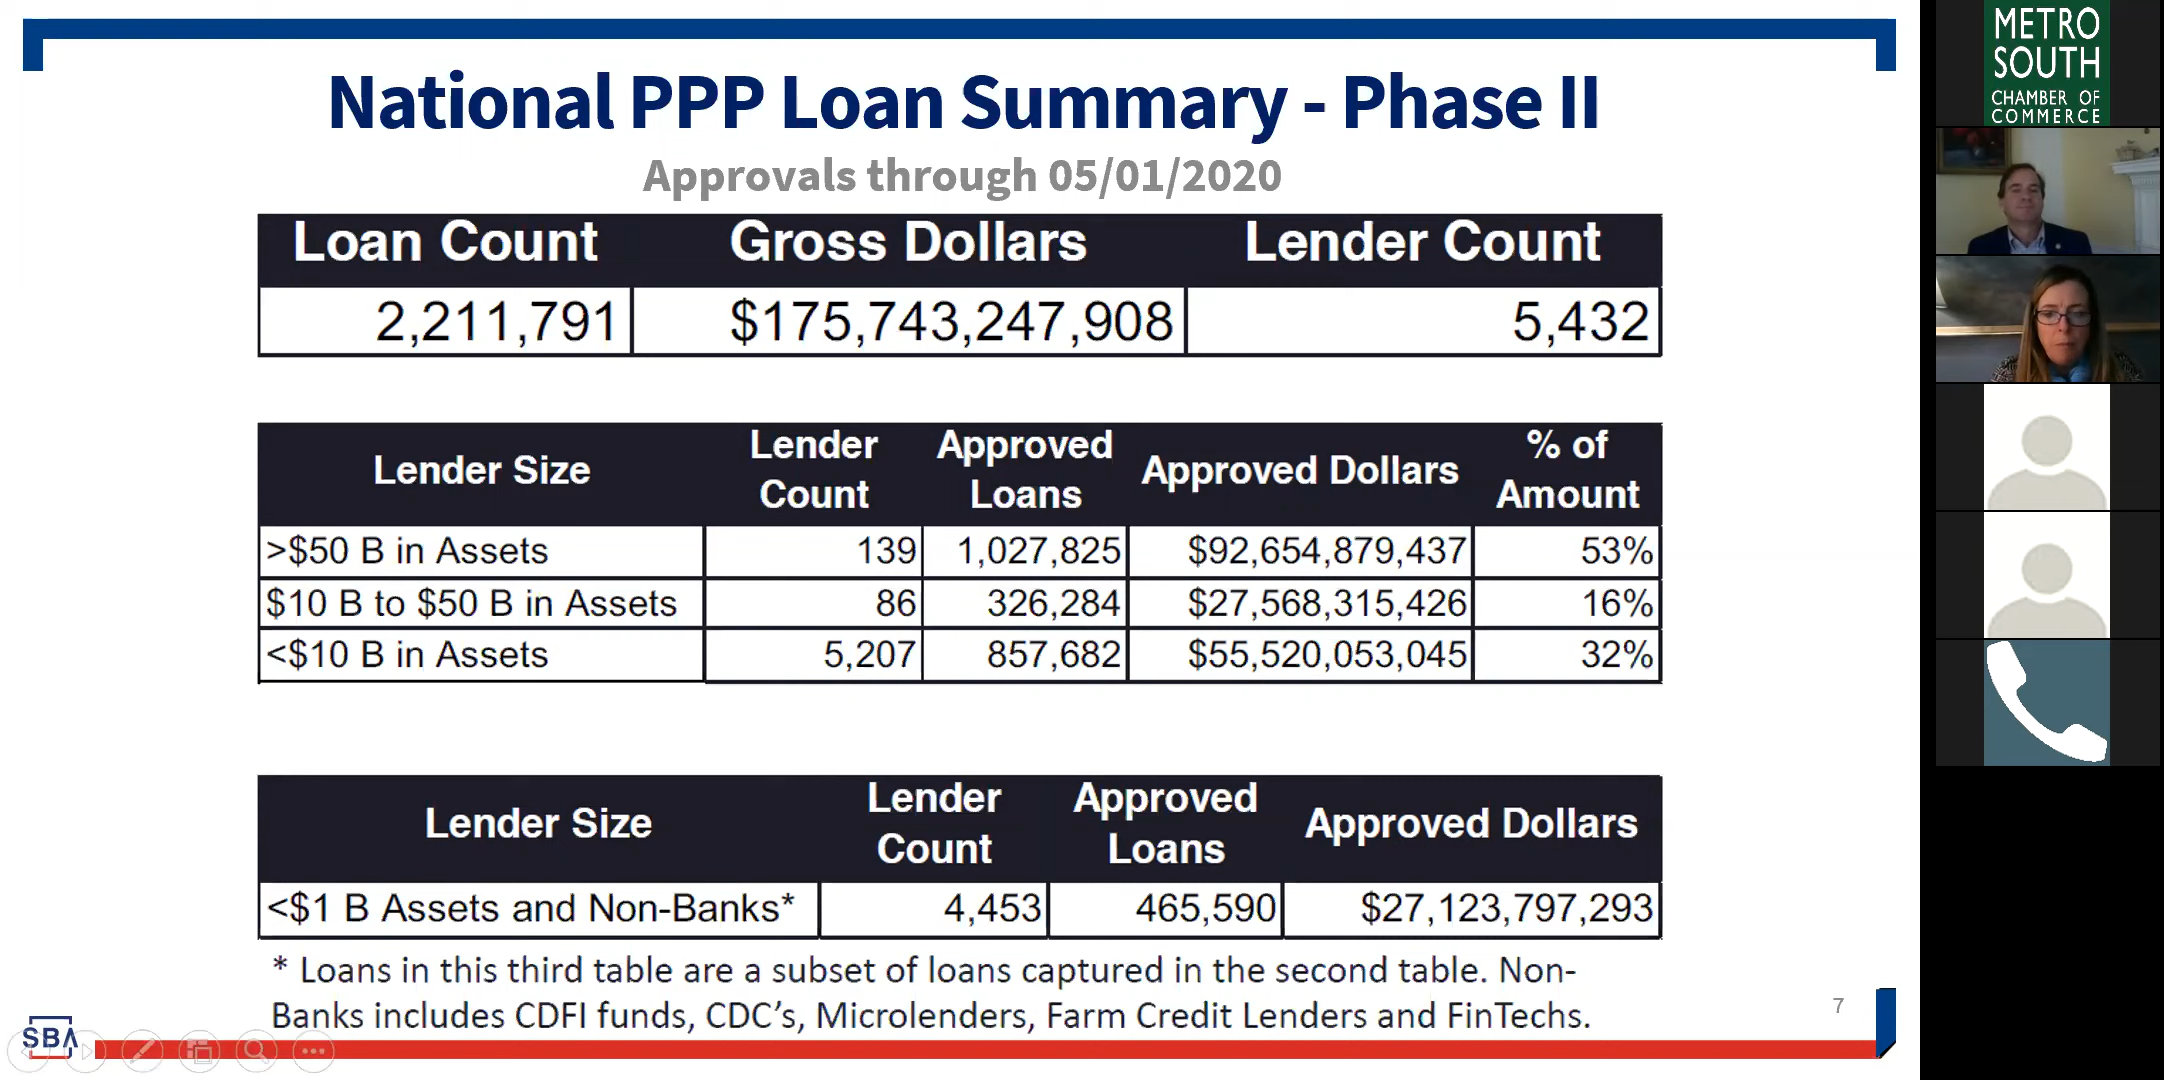 National PPP Loan Summary - Phase II
Approvals through 05/01/2020
Loan Count Gross Dollars Lender Count
2,211,791 $175,743,247,908 5,432
Lender Size Lender Count Approved Loans Approved Dollars % of Amount
>$50 B in Assets 139 1,027,825 $92,654,879,437 53%
$10 B to $50 B in Assets 86 326,284 $27,568,315,426 16%
<$10 B in Assets 5,207 857,682 $55,520,053,045 32%
Lender Size Lender Count Approved Loans Approved Dollars
<$1 B Assets and Non-Banks* 4,453 465,590 $27,123,797,293
* Loans in this third table are a subset of loans captured in the second table. Non-
Banks includes CDFI funds, CDC's, Microlenders, Farm Credit Lenders and FinTechs.
7
SBA
METRO
SOUTH
CHAMBER OF
COMMERCE